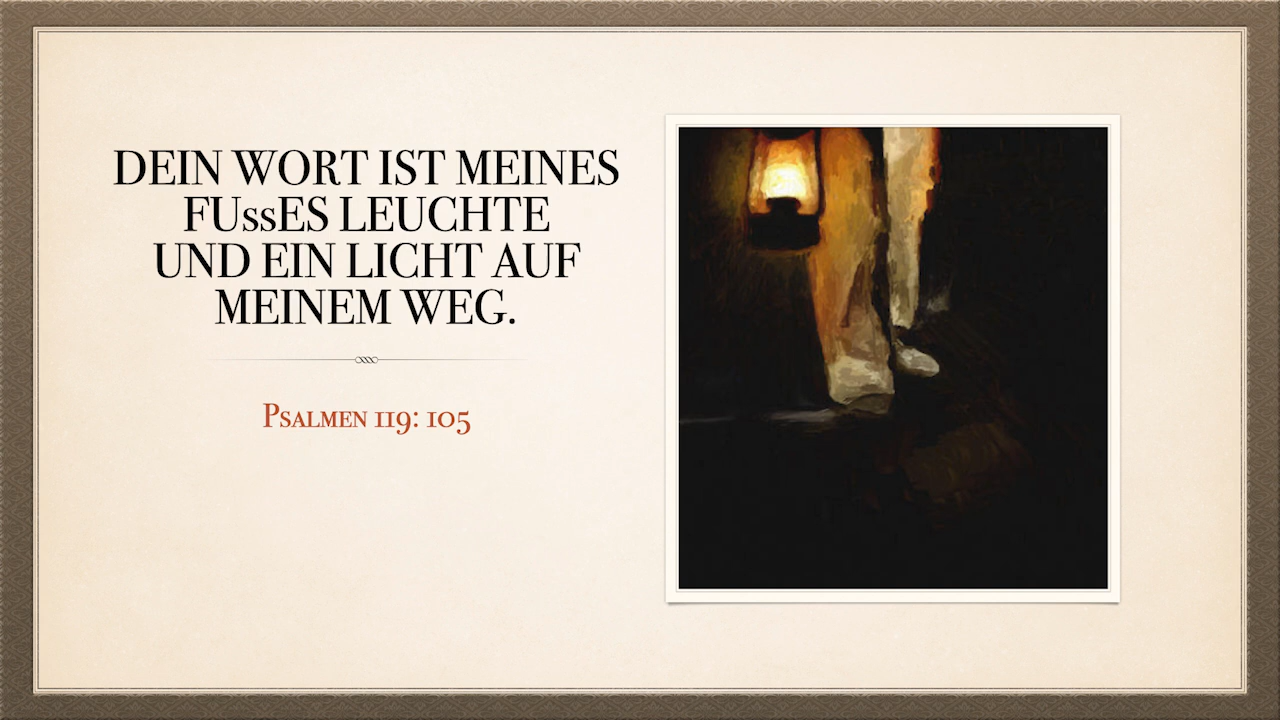 DEIN WORT IST MEINES
FUssES LEUCHTE
UND EIN LICHT AUF
MEINEM WEG.
Psalmen 119: 105